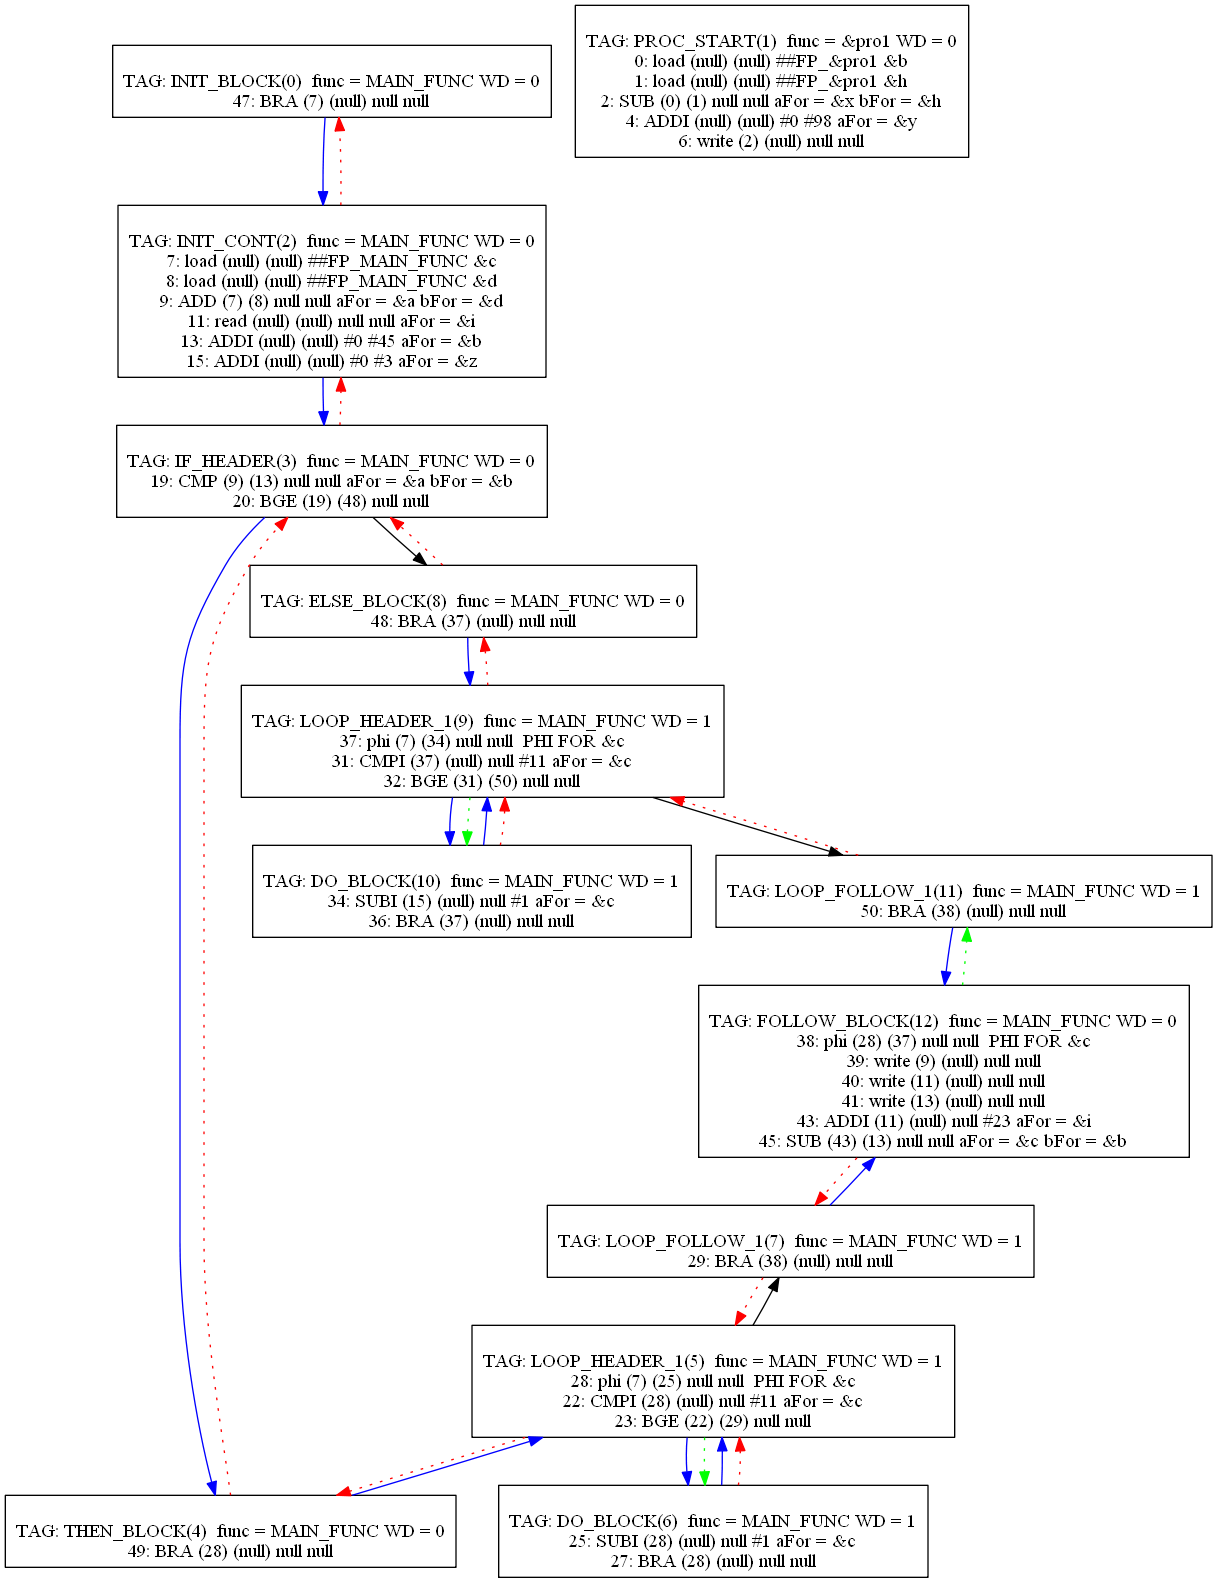 TAG: PROC_START(1)  func = &pro1 WD = 0
0: load (null) (null) ##FP_&pro1 &b
1: load (null) (null) ##FP_&pro1 &h
2: SUB (0) (1) null null aFor = &x bFor = &h
4: ADDI (null) (null) #0 #98 aFor = &y
6: write (2) (null) null null
TAG: INIT_BLOCK(0)  func = MAIN_FUNC WD = 0
47: BRA (7) (null) null null
TAG: INIT_CONT(2)  func = MAIN_FUNC WD = 0
7: load (null) (null) ##FP_MAIN_FUNC &c
8: load (null) (null) ##FP_MAIN_FUNC &d
9: ADD (7) (8) null null aFor = &a bFor = &d
11: read (null) (null) null null aFor = &i
13: ADDI (null) (null) #0 #45 aFor = &b
15: ADDI (null) (null) #0 #3 aFor = &z
TAG: IF_HEADER(3)  func = MAIN_FUNC WD = 0
19: CMP (9) (13) null null aFor = &a bFor = &b
20: BGE (19) (48) null null
TAG: ELSE_BLOCK(8)  func = MAIN_FUNC WD = 0
48: BRA (37) (null) null null
TAG: LOOP_HEADER_1(9)  func = MAIN_FUNC WD = 1
37: phi (7) (34) null null  PHI FOR &c
31: CMPI (37) (null) null #11 aFor = &c
32: BGE (31) (50) null null
TAG: DO_BLOCK(10)  func = MAIN_FUNC WD = 1
34: SUBI (15) (null) null #1 aFor = &c
36: BRA (37) (null) null null
TAG: LOOP_FOLLOW_1(11)  func = MAIN_FUNC WD = 1
50: BRA (38) (null) null null
TAG: FOLLOW_BLOCK(12)  func = MAIN_FUNC WD = 0
38: phi (28) (37) null null  PHI FOR &c
39: write (9) (null) null null
40: write (11) (null) null null
41: write (13) (null) null null
43: ADDI (11) (null) null #23 aFor = &i
45: SUB (43) (13) null null aFor = &c bFor = &b
TAG: LOOP_FOLLOW_1(7)  func = MAIN_FUNC WD = 1
29: BRA (38) (null) null null
TAG: LOOP_HEADER_1(5)  func = MAIN_FUNC WD = 1
28: phi (7) (25) null null  PHI FOR &c
22: CMPI (28) (null) null #11 aFor = &c
23: BGE (22) (29) null null
TAG: THEN_BLOCK(4)  func = MAIN_FUNC WD = 0
49: BRA (28) (null) null null
TAG: DO_BLOCK(6)  func = MAIN_FUNC WD = 1
25: SUBI (28) (null) null #1 aFor = &c
27: BRA (28) (null) null null